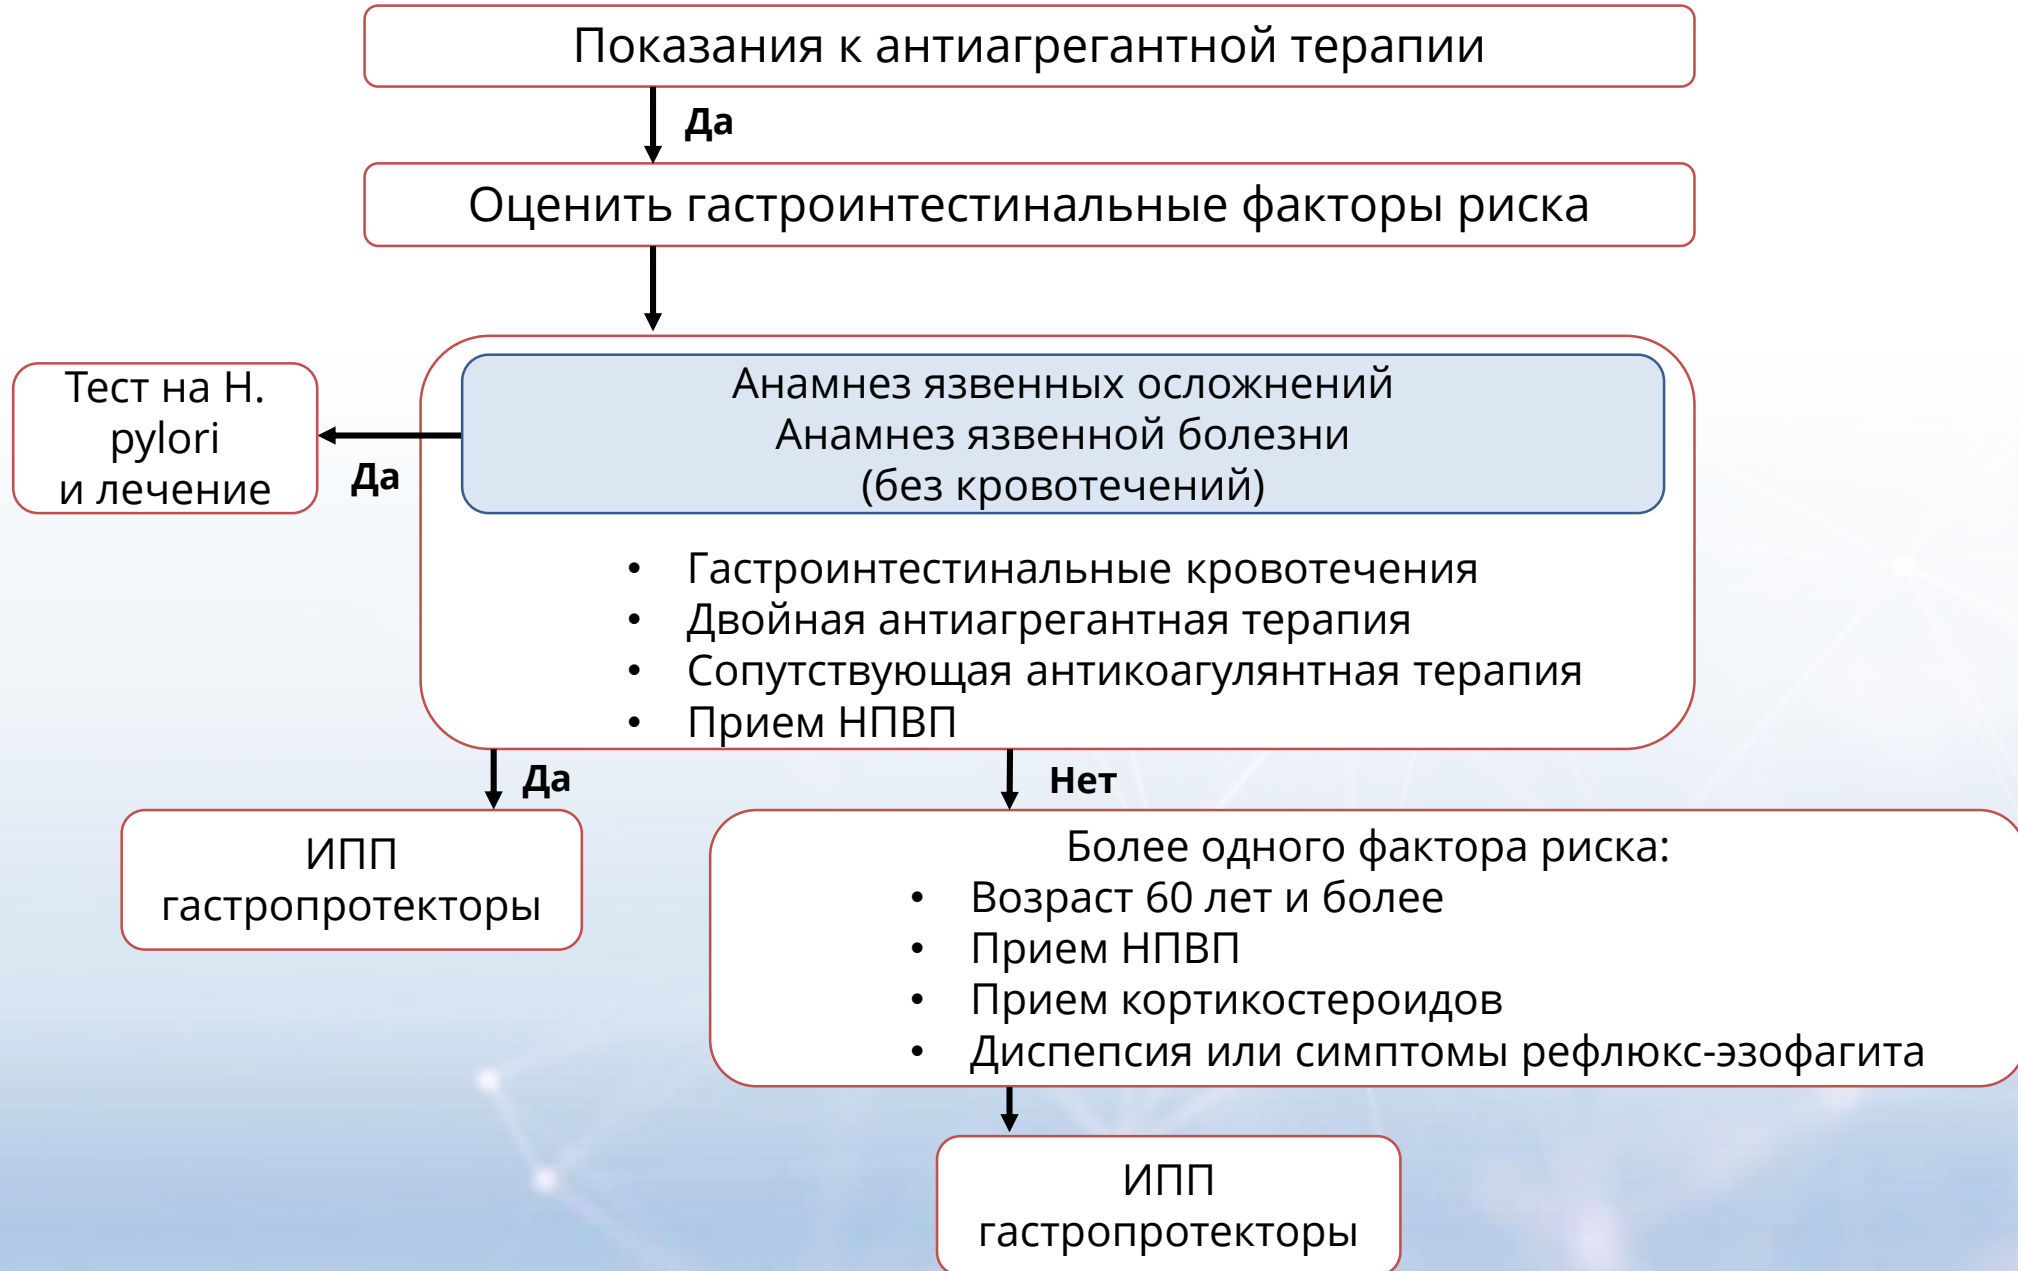 Показания к антиагрегантной терапии
Да
Оценить гастроинтестинальные факторы риска
Тест на H.
pylori
и лечение
Да
Анамнез язвенных осложнений
Анамнез язвенной болезни
(без кровотечений)
• Гастроинтестинальные кровотечения
• Двойная антиагрегантная терапия
• Сопутствующая антикоагулянтная терапия
• Прием НПВП
Да
Нет
ИПП
гастропротекторы
Более одного фактора риска:
• Возраст 60 лет и более
• Прием НПВП
• Прием кортикостероидов
• Диспепсия или симптомы рефлюкс-эзофагита
ИПП
гастропротекторы